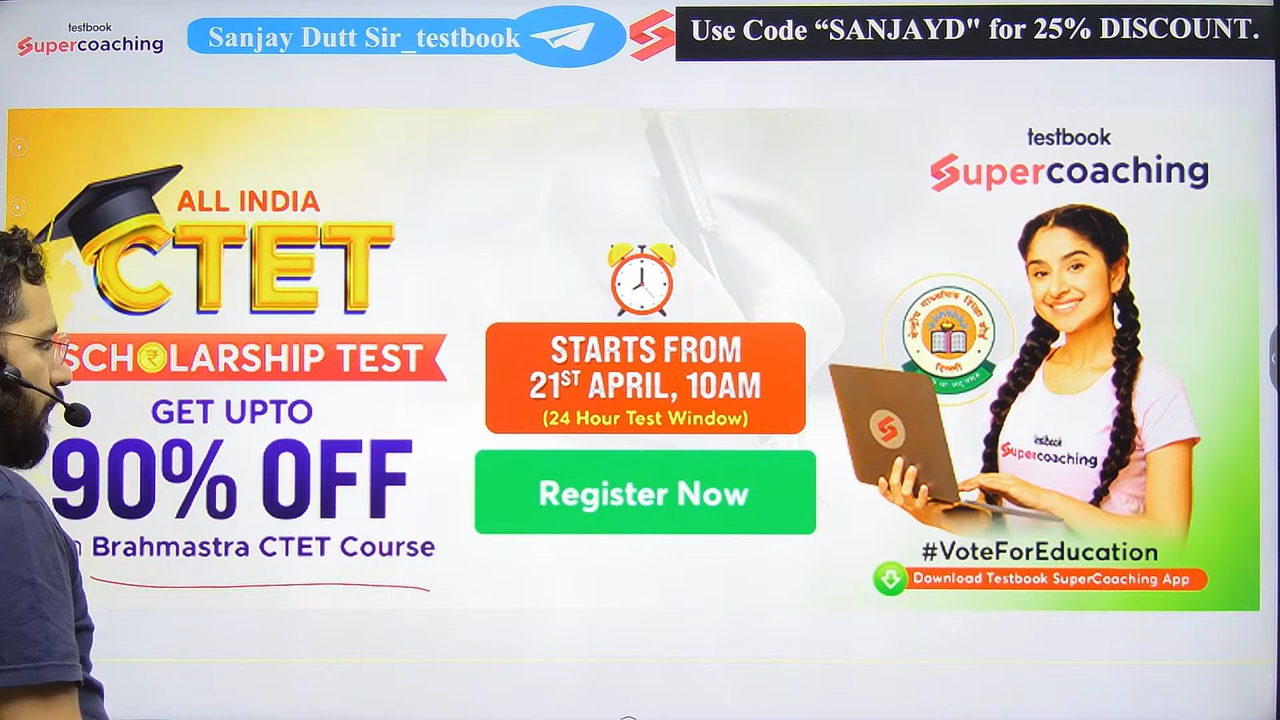 testbook
Supercoaching
Sanjay Dutt Sir_testbook
Use Code “SANJAYD" for 25% DISCOUNT.
ALL INDIA
CTET
SCHOLARSHIP TEST
GET UPTO
90% OFF
Brahmastra CTET Course
STARTS FROM
21ST APRIL, 10AM
(24 Hour Test Window)
Register Now
testbook
Supercoaching
केन्द्रीय माध्यमिक शिक्षा बोर्ड
दिल्ली
testbook
Supercoaching
#VoteForEducation
Download Testbook SuperCoaching App